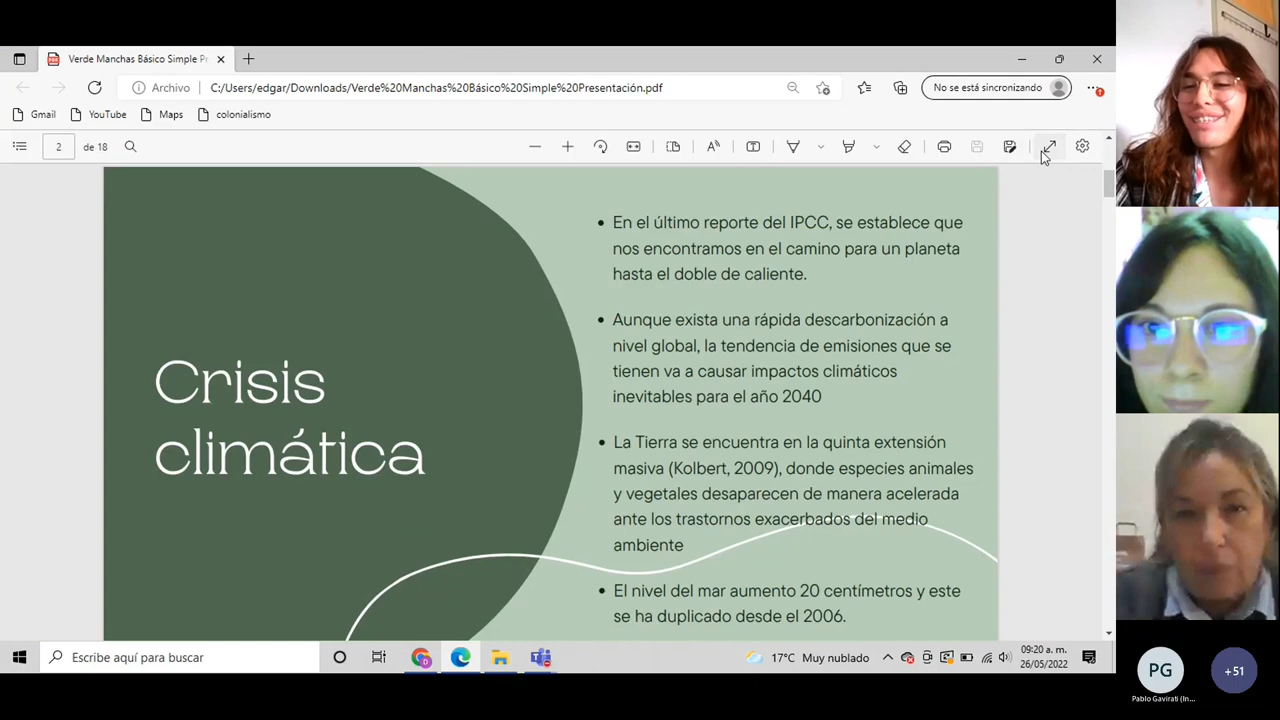 Verde Manchas Básico Simple P
Archivo
C:/Users/edgar/Downloads/Verde%20Manchas%20Básico%20Simple%20Presentación.pdf
No se está sincronizando
Gmail
YouTube
Maps
colonialismo
2
de 18
Crisis
climática
En el último reporte del IPCC, se establece que
nos encontramos en el camino para un planeta
hasta el doble de caliente.
Aunque exista una rápida descarbonización a
nivel global, la tendencia de emisiones que se
tienen va a causar impactos climáticos
inevitables para el año 2040
La Tierra se encuentra en la quinta extensión
masiva (Kolbert, 2009), donde especies animales
y vegetales desaparecen de manera acelerada
ante los trastornos exacerbados del medio
ambiente
El nivel del mar aumento 20 centímetros y este
se ha duplicado desde el 2006.
Escribe aquí para buscar
17°C Muy nublado
09:20 a. m.
26/05/2022
PG
Pablo Gavirati (In...
+51